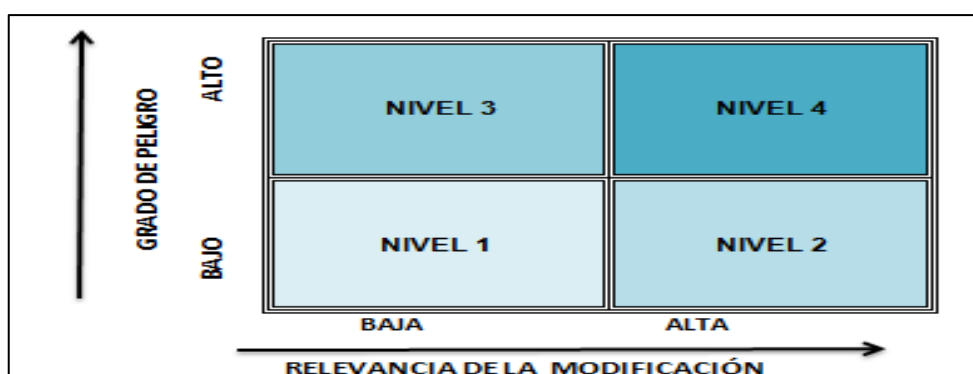 GRADO DE PELIGRO
ALTO
NIVEL 3
NIVEL 4
BAJO
NIVEL 1
NIVEL 2
BAJA
ALTA
RELEVANCIA DE LA MODIFICACIÓN